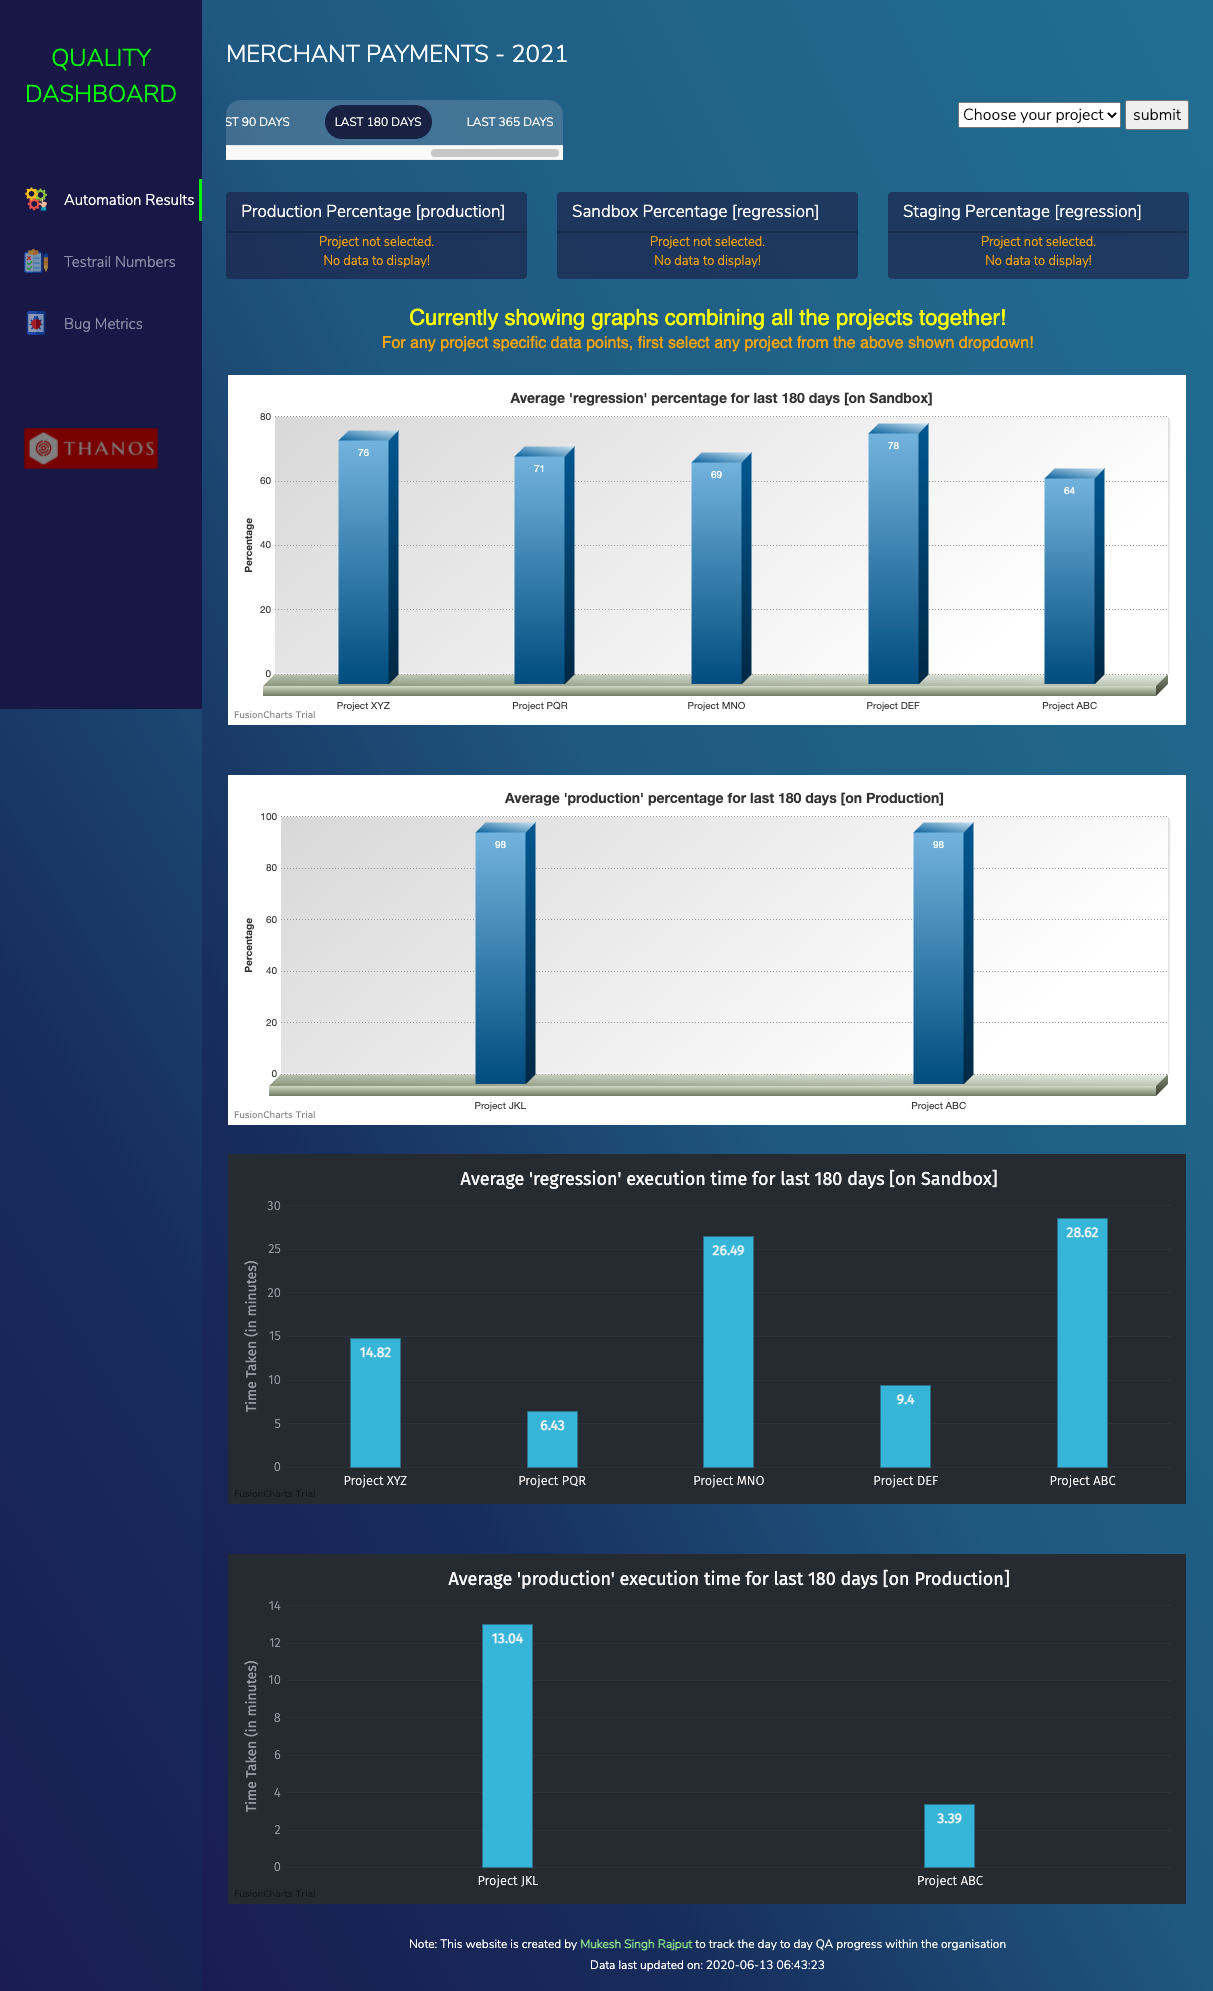 QUALITY
DASHBOARD
Automation Results
Testrail Numbers
Bug Metrics
THANOS
MERCHANT PAYMENTS - 2021
ST 90 DAYS
LAST 180 DAYS
LAST 365 DAYS
Choose your project
submit
Production Percentage [production]
Project not selected.
No data to display!
Sandbox Percentage [regression]
Project not selected.
No data to display!
Staging Percentage [regression]
Project not selected.
No data to display!
Currently showing graphs combining all the projects together!
For any project specific data points, first select any project from the above shown dropdown!
Average 'regression' percentage for last 180 days [on Sandbox]
Percentage
80
60
40
20
0
76
71
69
78
64
Project XYZ
Project PQR
Project MNO
Project DEF
Project ABC
FusionCharts Trial
Average 'production' percentage for last 180 days [on Production]
Percentage
100
80
60
40
20
0
98
98
Project JKL
Project ABC
FusionCharts Trial
Average 'regression' execution time for last 180 days [on Sandbox]
Time Taken (in minutes)
30
25
20
15
10
5
0
14.82
6.43
26.49
9.4
28.62
Project XYZ
Project PQR
Project MNO
Project DEF
Project ABC
FusionCharts Trial
Average 'production' execution time for last 180 days [on Production]
Time Taken (in minutes)
14
12
10
8
6
4
2
0
13.04
3.39
Project JKL
Project ABC
FusionCharts Trial
Note: This website is created by Mukesh Singh Rajput to track the day to day QA progress within the organisation
Data last updated on: 2020-06-13 06:43:23